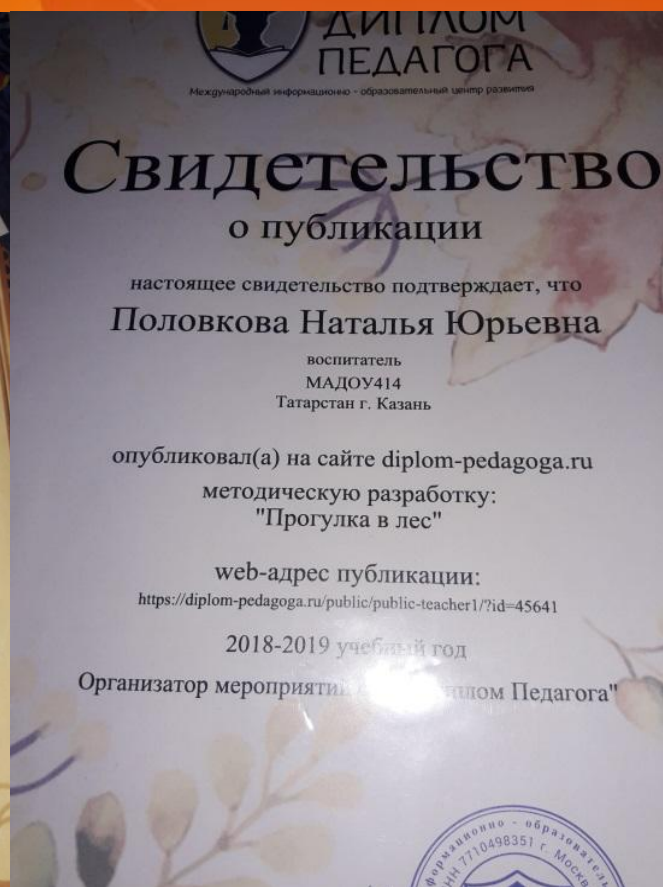 ДИПЛОМ
ПЕДАГОГА
Международный информационно - образовательный центр развития
Свидетельство
о публикации
настоящее свидетельство подтверждает, что
Половкова Наталья Юрьевна
воспитатель
МАДОУ414
Татарстан г. Казань
опубликовал(а) на сайте diplom-pedagoga.ru
методическую разработку:
"Прогулка в лес"
web-адрес публикации:
https://diplom-pedagoga.ru/public/public-teacher1/?id=45641
2018-2019 учебный год
Организатор Педагога"
7710498351 г.